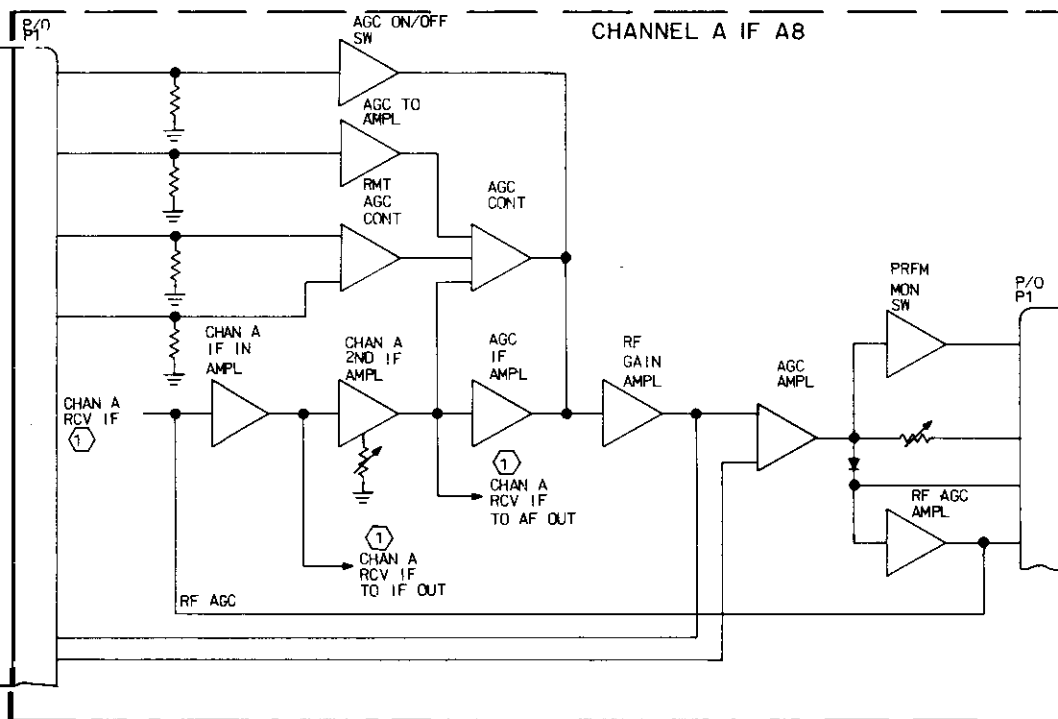 P/O
P1
AGC ON/OFF
SW
CHANNEL A IF A8
AGC TO
AMPL
RMT
AGC
CONT
AGC
CONT
PRFM
MON
SW
P/O
P1
CHAN A
IF IN
AMPL
CHAN A
2ND IF
AMPL
AGC
IF
AMPL
RF
GAIN
AMPL
AGC
AMPL
CHAN A
RCV IF
1
1
CHAN A
RCV IF
TO AF OUT
RF AGC
AMPL
1
CHAN A
RCV IF
TO IF OUT
RF AGC